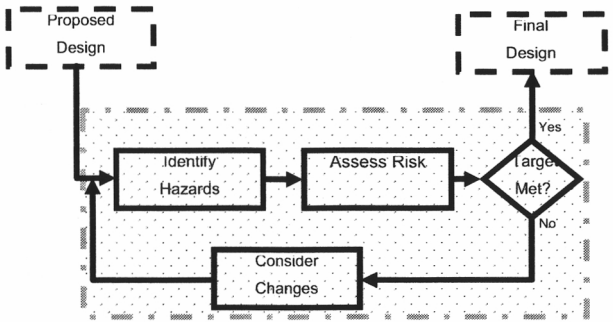 Proposed
Design
Final
Design
Yes
Identify
Hazards
Assess Risk
Target
Met?
No
Consider
Changes